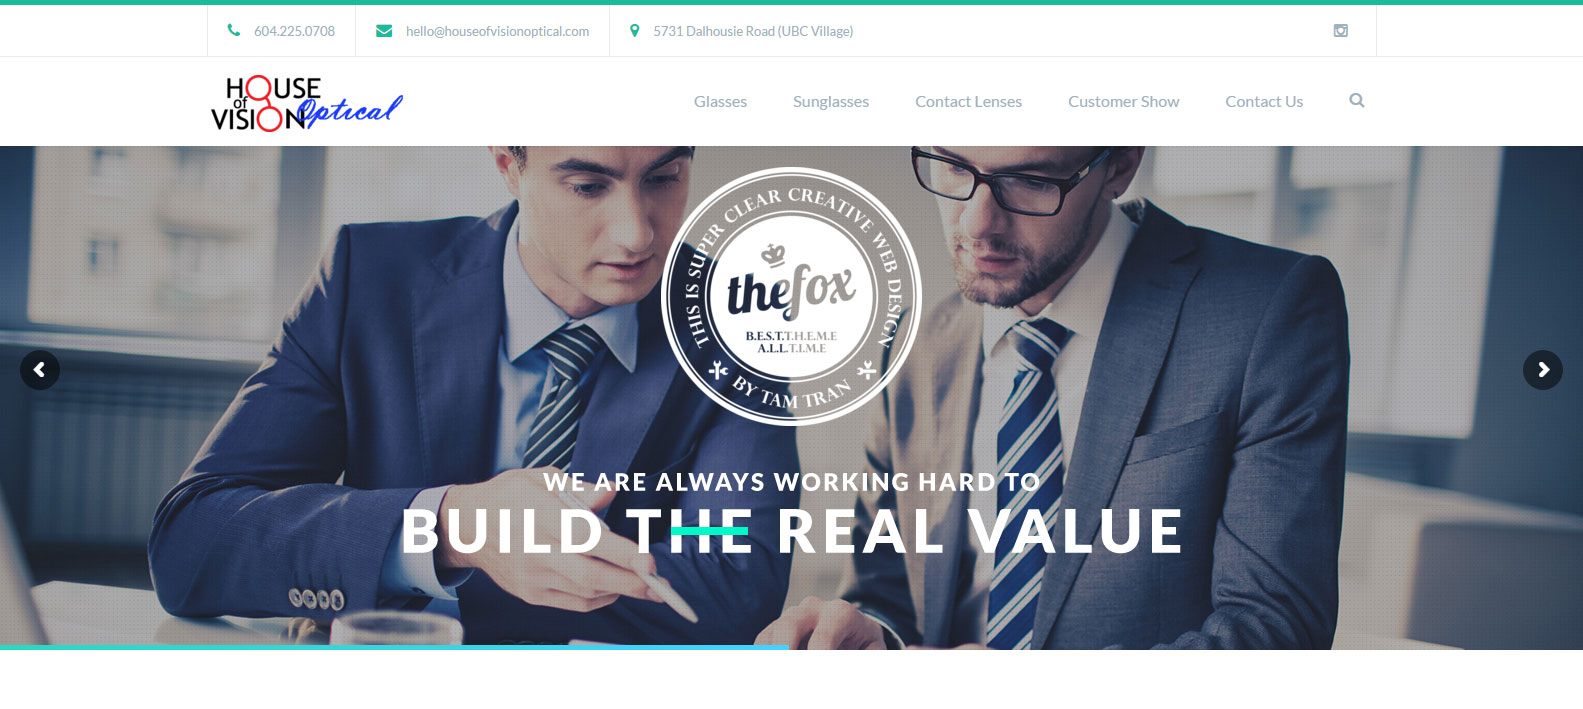 604.225.0708
hello@houseofvisionoptical.com
5731 Dalhousie Road (UBC Village)
HOUSE
of
VISION Optical
Glasses
Sunglasses
Contact Lenses
Customer Show
Contact Us
THIS IS SUPER CLEAR CREATIVE WEB DESIGN
thefox
B.E.S.T.T.H.E.M.E
A.L.L.T.I.M.E
BY TAM TRAN
WE ARE ALWAYS WORKING HARD TO
BUILD THE REAL VALUE